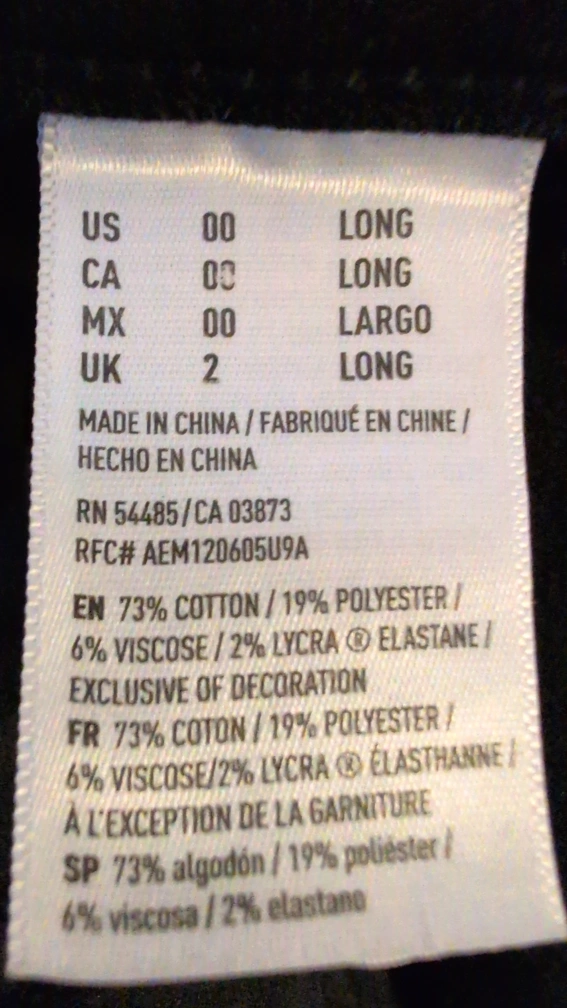 US 00 LONG
CA 00 LONG
MX 00 LARGO
UK 2 LONG
MADE IN CHINA / FABRIQUÉ EN CHINE /
HECHO EN CHINA
RN 54485/CA 03873
RFC# AEM120605U9A
EN 73% COTTON / 19% POLYESTER /
6% VISCOSE / 2% LYCRA ® ELASTANE /
EXCLUSIVE OF DECORATION
FR 73% COTON / 19% POLYESTER /
6% VISCOSE/2% LYCRA ® ÉLASTHANNE /
À L'EXCEPTION DE LA GARNITURE
SP 73% algodón / 19% poliéster /
6% viscosa / 2% elastano